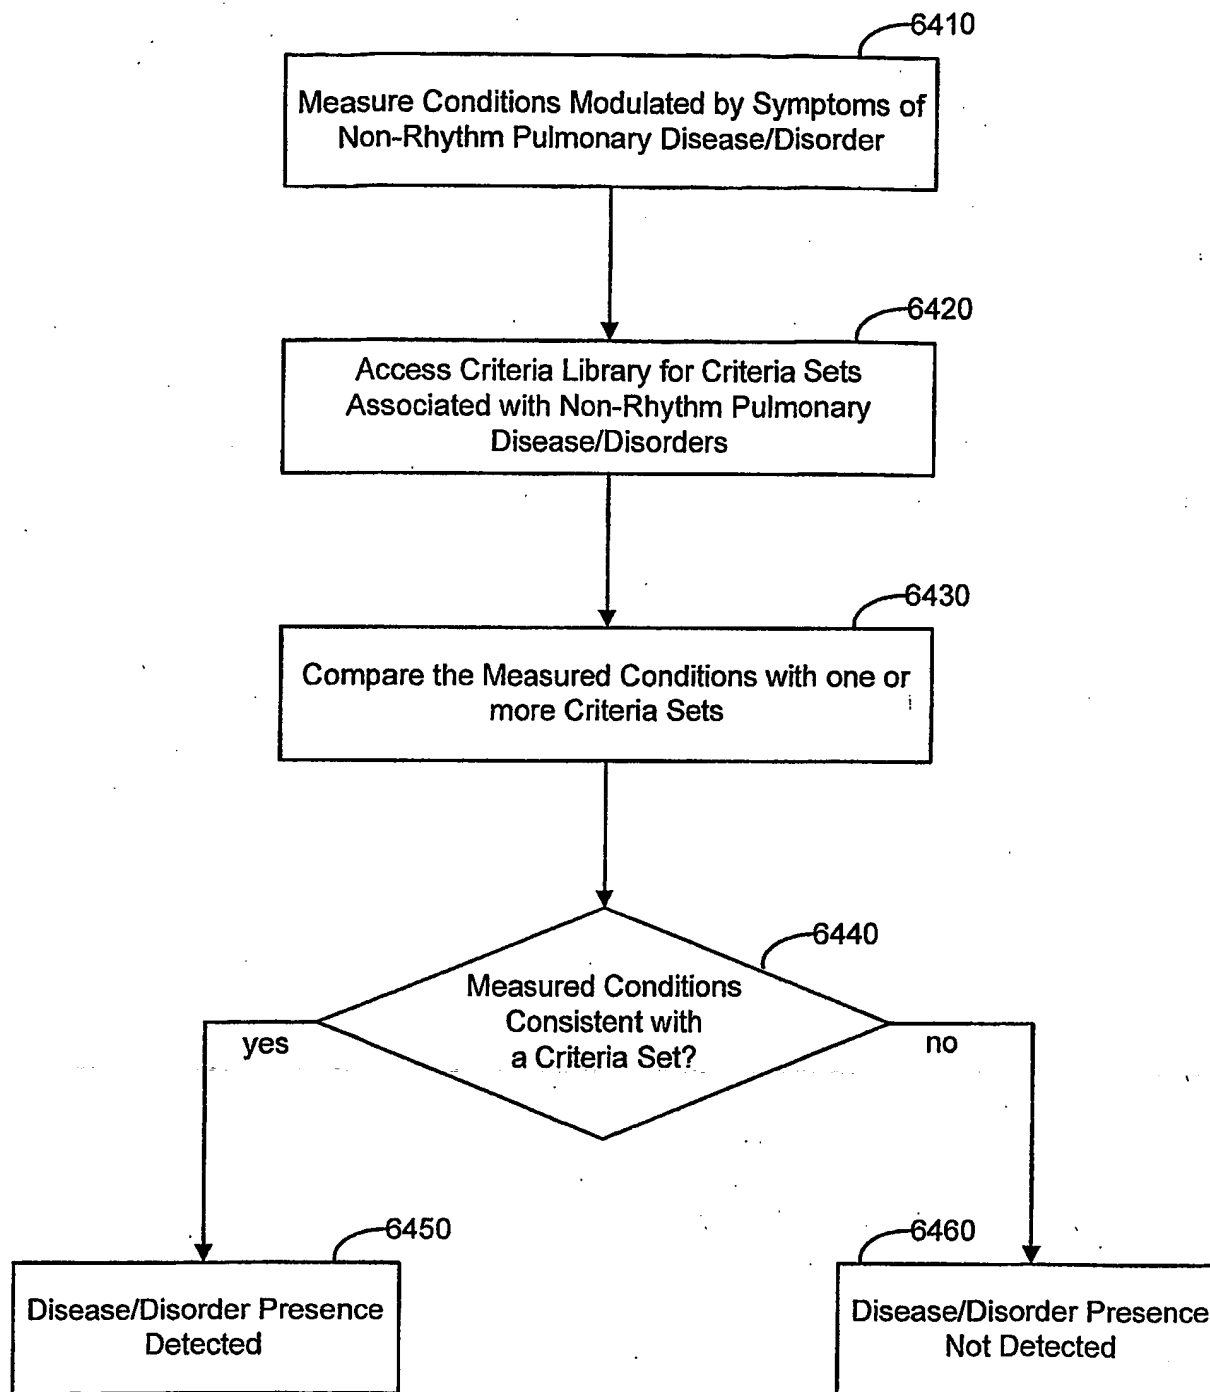 6410
Measure Conditions Modulated by Symptoms of
Non-Rhythm Pulmonary Disease/Disorder
6420
Access Criteria Library for Criteria Sets
Associated with Non-Rhythm Pulmonary
Disease/Disorders
6430
Compare the Measured Conditions with one or
more Criteria Sets
6440
Measured Conditions
Consistent with
a Criteria Set?
yes
no
6450
Disease/Disorder Presence
Detected
6460
Disease/Disorder Presence
Not Detected